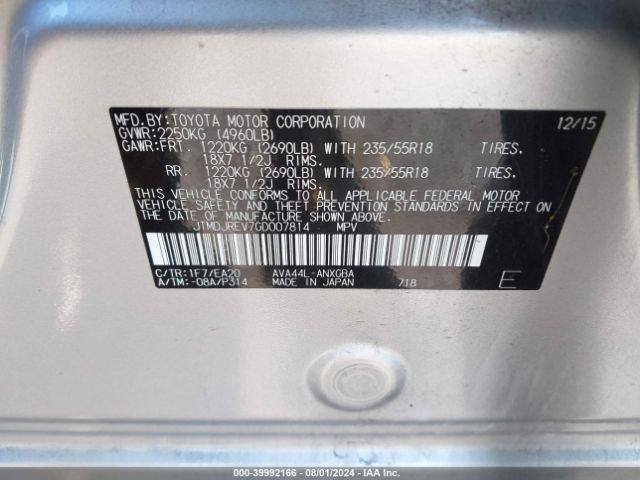 MFD.BY:TOYOTA MOTOR CORPORATION 12/15
GVWR:2250KG (4960LB)
GAWR:FRT. 1220KG (2690LB) WITH 235/55R18 TIRES.
18X7 1/2J RIMS.
RR. 1220KG (2690LB) WITH 235/55R18 TIRES.
18X7 1/2J RIMS.
THIS VEHICLE CONFORMS TO ALL APPLICABLE FEDERAL MOTOR
VEHICLE SAFETY AND THEFT PREVENTION STANDARDS IN EFFECT ON
THE DATE OF MANUFACTURE SHOWN ABOVE.
JTMDJREV7GD007814 MPV
C/TR:1F7/EA20 AVA44L-ANXGBA
A/TM:-08A/P314 MADE IN JAPAN 718 E
000-39992166 - 08/01/2024 - IAAI.COM